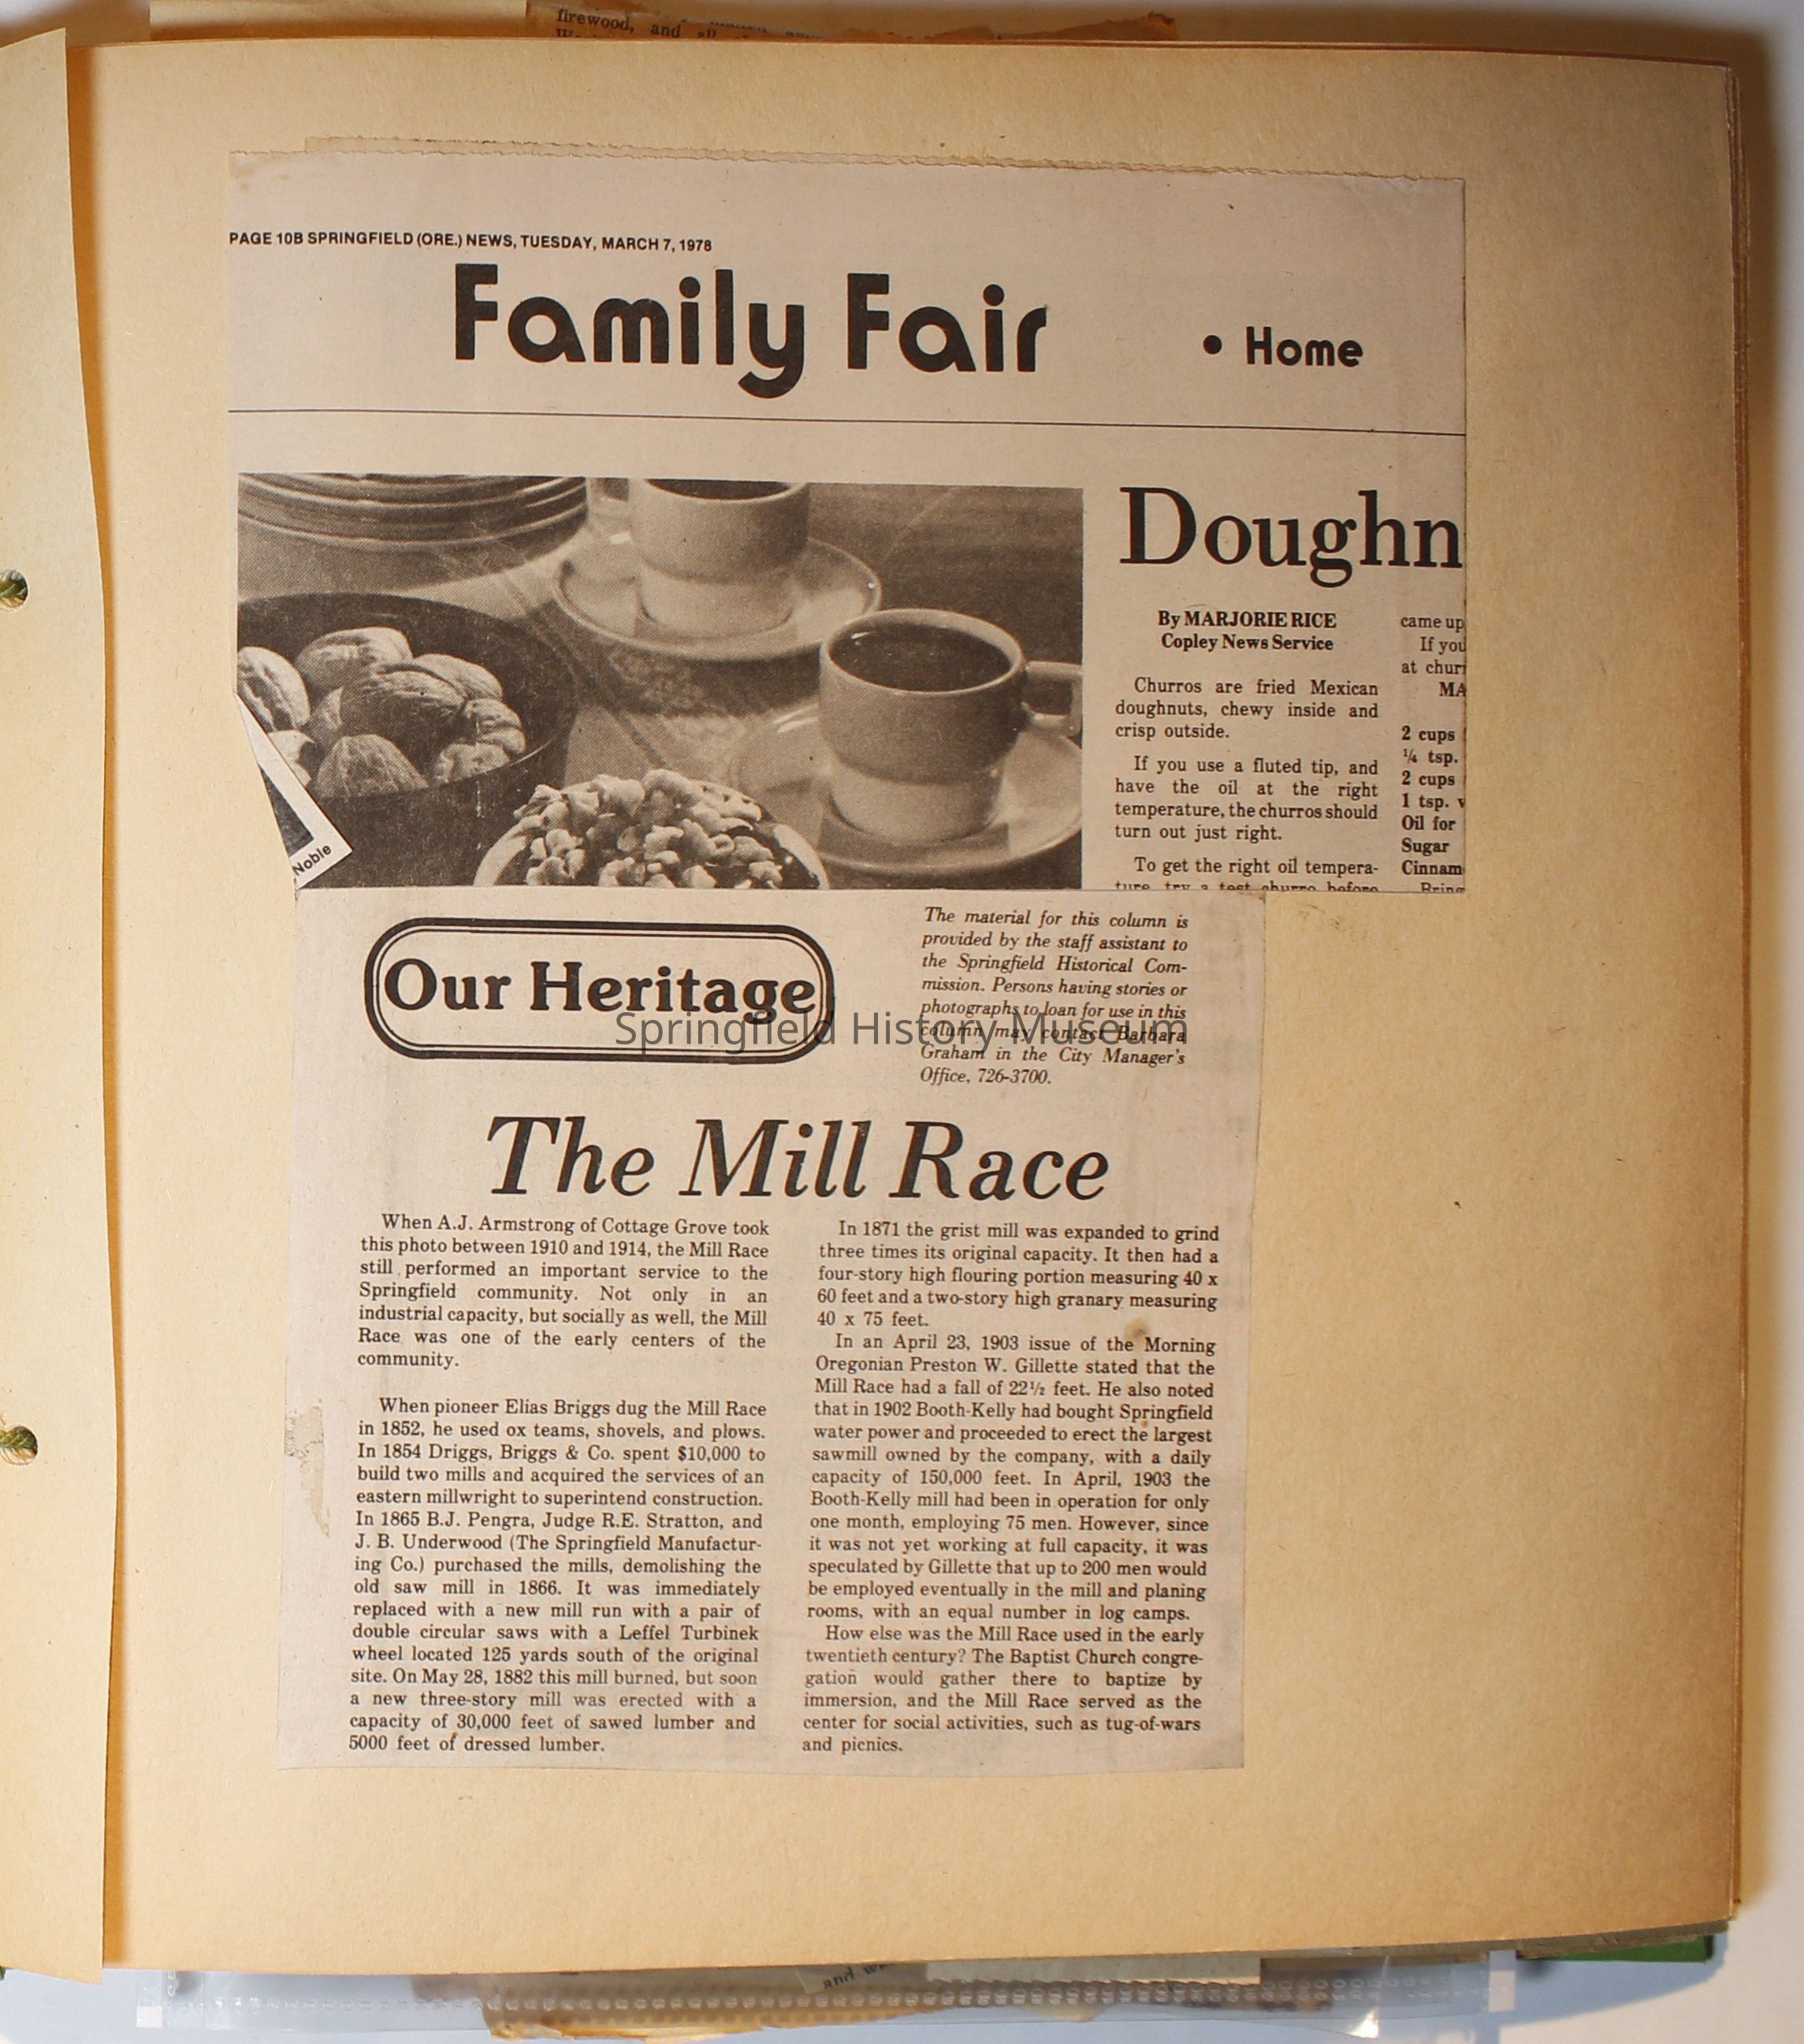 firewood, and all
PAGE 10B SPRINGFIELD (ORE.) NEWS, TUESDAY, MARCH 7, 1978
Family Fair
• Home
Doughn
By MARJORIE RICE
Copley News Service
Churros are fried Mexican
doughnuts, chewy inside and
crisp outside.
If you use a fluted tip, and
have the oil at the right
temperature, the churros should
turn out just right.
To get the right oil tempera-
ture try a test churro before
came up
If you
at churr
MA
2 cups
¼ tsp.
2 cups
1 tsp. v
Oil for
Sugar
Cinnam
Bring
Noble
Our Heritage
The material for this column is
provided by the staff assistant to
the Springfield Historical Com-
mission. Persons having stories or
photographs to loan for use in this
column may contact Barbara
Graham in the City Manager's
Office, 726-3700.
Springfield History Museum
The Mill Race
When A.J. Armstrong of Cottage Grove took
this photo between 1910 and 1914, the Mill Race
still performed an important service to the
Springfield community. Not only in an
industrial capacity, but socially as well, the Mill
Race was one of the early centers of the
community.
When pioneer Elias Briggs dug the Mill Race
in 1852, he used ox teams, shovels, and plows.
In 1854 Driggs, Briggs & Co. spent $10,000 to
build two mills and acquired the services of an
eastern millwright to superintend construction.
In 1865 B.J. Pengra, Judge R.E. Stratton, and
J. B. Underwood (The Springfield Manufactur-
ing Co.) purchased the mills, demolishing the
old saw mill in 1866. It was immediately
replaced with a new mill run with a pair of
double circular saws with a Leffel Turbinek
wheel located 125 yards south of the original
site. On May 28, 1882 this mill burned, but soon
a new three-story mill was erected with a
capacity of 30,000 feet of sawed lumber and
5000 feet of dressed lumber.
In 1871 the grist mill was expanded to grind
three times its original capacity. It then had a
four-story high flouring portion measuring 40 x
60 feet and a two-story high granary measuring
40 x 75 feet.
In an April 23, 1903 issue of the Morning
Oregonian Preston W. Gillette stated that the
Mill Race had a fall of 22½ feet. He also noted
that in 1902 Booth-Kelly had bought Springfield
water power and proceeded to erect the largest
sawmill owned by the company, with a daily
capacity of 150,000 feet. In April, 1903 the
Booth-Kelly mill had been in operation for only
one month, employing 75 men. However, since
it was not yet working at full capacity, it was
speculated by Gillette that up to 200 men would
be employed eventually in the mill and planing
rooms, with an equal number in log camps.
How else was the Mill Race used in the early
twentieth century? The Baptist Church congre-
gation would gather there to baptize by
immersion, and the Mill Race served as the
center for social activities, such as tug-of-wars
and picnics.
and